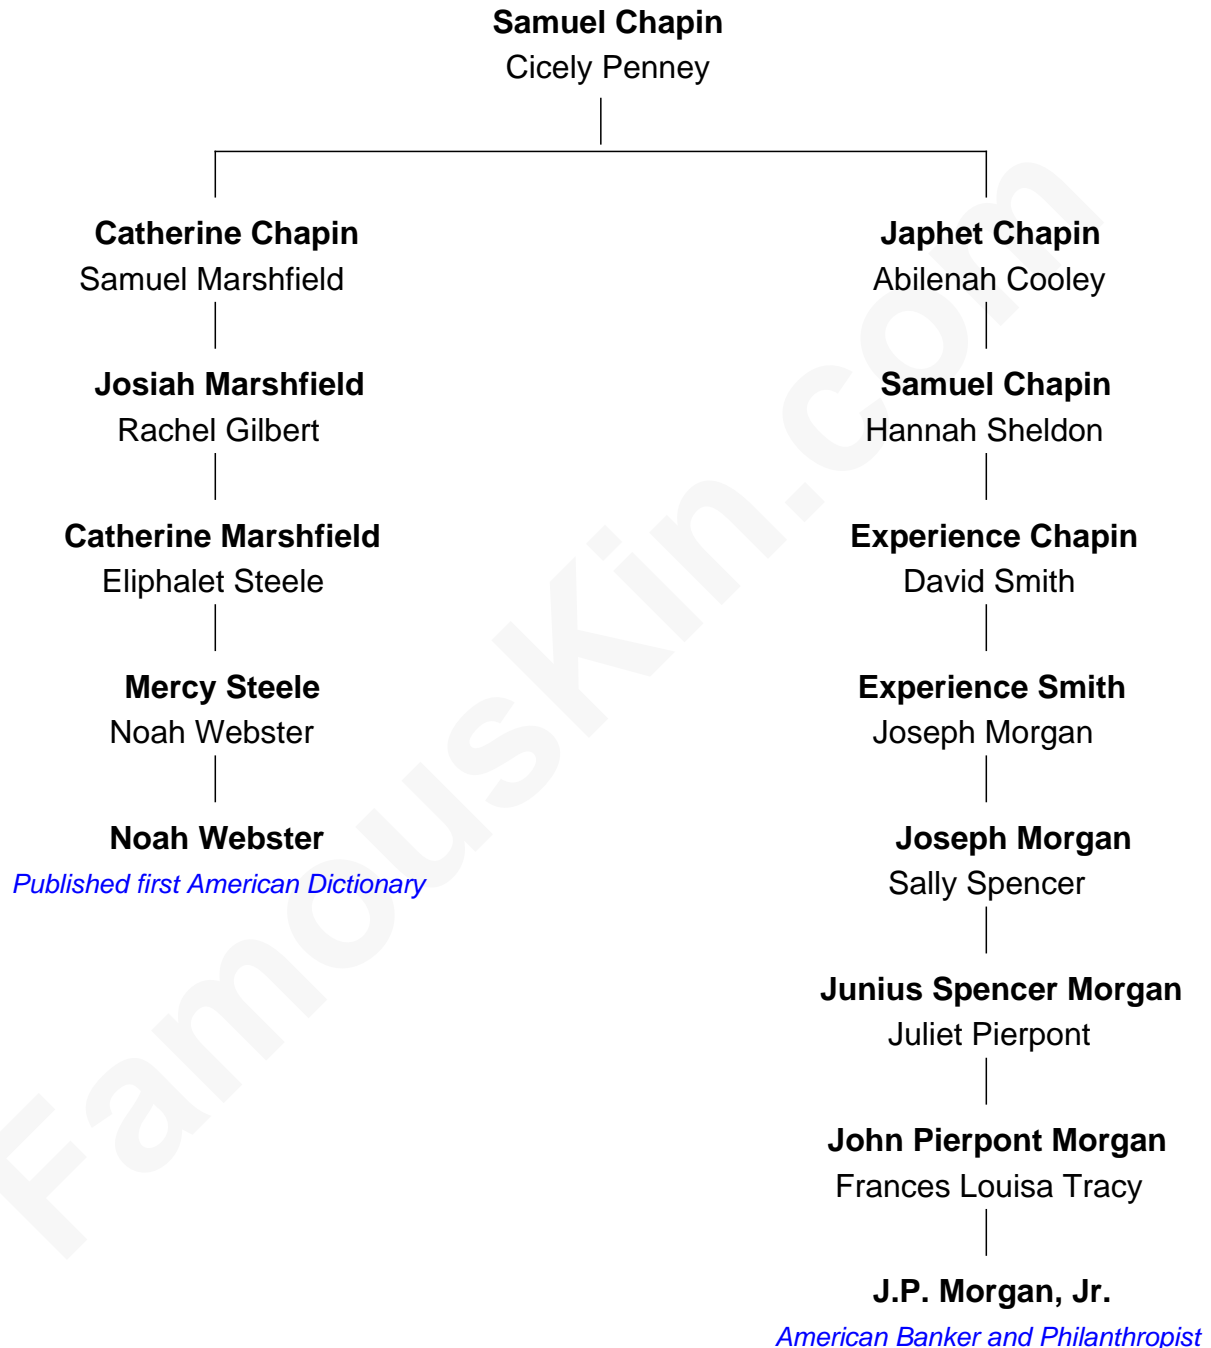 Samuel Chapin
Cicely Penney
Catherine Chapin
Samuel Marshfield
Josiah Marshfield
Rachel Gilbert
Catherine Marshfield
Eliphalet Steele
Mercy Steele
Noah Webster
Noah Webster
Published first American Dictionary
Japhet Chapin
Abilenah Cooley
Samuel Chapin
Hannah Sheldon
Experience Chapin
David Smith
Experience Smith
Joseph Morgan
Joseph Morgan
Sally Spencer
Junius Spencer Morgan
Juliet Pierpont
John Pierpont Morgan
Frances Louisa Tracy
J.P. Morgan, Jr.
American Banker and Philanthropist
FamousKin.com